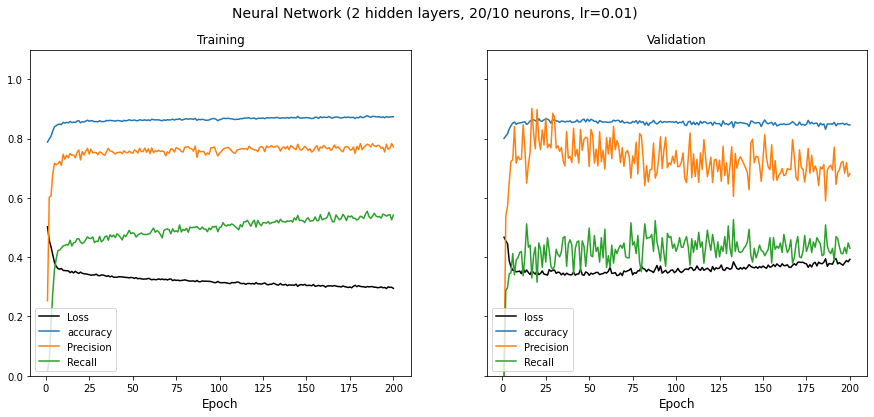 Neural Network (2 hidden layers, 20/10 neurons, lr=0.01)
Training
1.0
0.8
0.6
0.4
0.2
0.0
Loss
accuracy
Precision
Recall
0 25 50 75 100 125 150 175 200
Epoch
Validation
loss
accuracy
Precision
Recall
0 25 50 75 100 125 150 175 200
Epoch